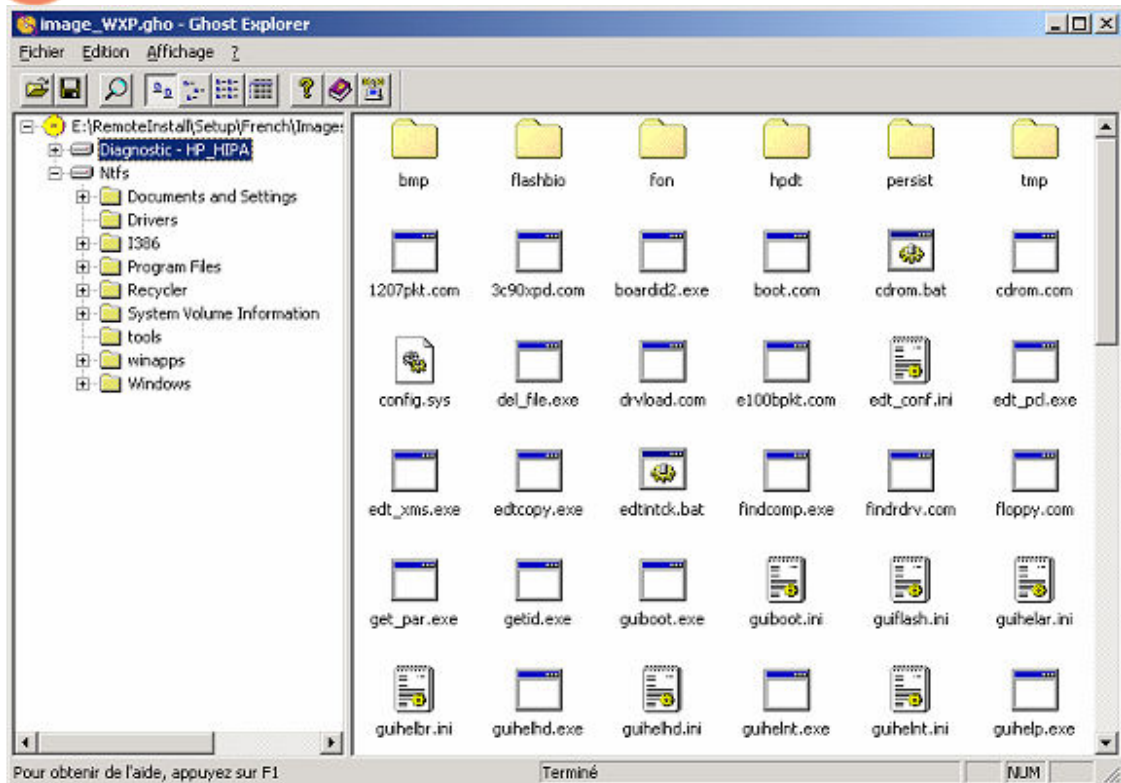 image_WXP.gho - Ghost Explorer
Fichier Edition Affichage ?
E:\RemoteInstall\Setup\French\Image:
Diagnostic - HP_HIPA
Ntfs
Documents and Settings
Drivers
I386
Program Files
Recycler
System Volume Information
tools
winapps
Windows
bmp flashbio fon hpdt persist tmp
1207pkt.com 3c90xpd.com boardid2.exe boot.com cdrom.bat cdrom.com
config.sys del_file.exe drvload.com e100bpkt.com edt_conf.ini edt_pcl.exe
edt_xms.exe edtcopy.exe edtintck.bat findcomp.exe findrdrv.com floppy.com
get_par.exe getid.exe guiboot.exe guiboot.ini guiflash.ini guihelar.ini
guihelbr.ini guihelhd.exe guihelhd.ini guihelnt.exe guihelnt.ini guihelp.exe
Pour obtenir de l'aide, appuyez sur F1 Terminé NUM